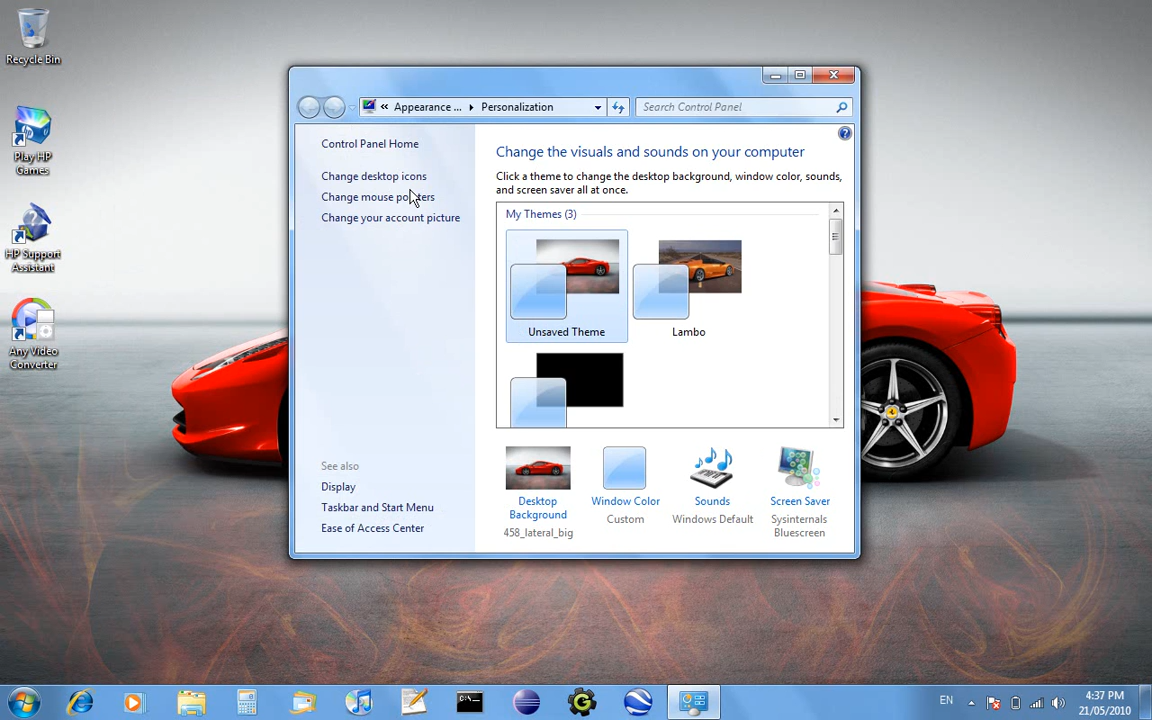 Recycle Bin
Play HP
Games
HP Support
Assistant
Any Video
Converter
« Appearance ... Personalization
Search Control Panel
Control Panel Home
Change desktop icons
Change mouse pointers
Change your account picture
See also
Display
Taskbar and Start Menu
Ease of Access Center
Change the visuals and sounds on your computer
Click a theme to change the desktop background, window color, sounds,
and screen saver all at once.
My Themes (3)
Unsaved Theme
Lambo
Desktop
Background
458_lateral_big
Window Color
Custom
Sounds
Windows Default
Screen Saver
Sysinternals
Bluescreen
C:\_
EN
4:37 PM
21/05/2010